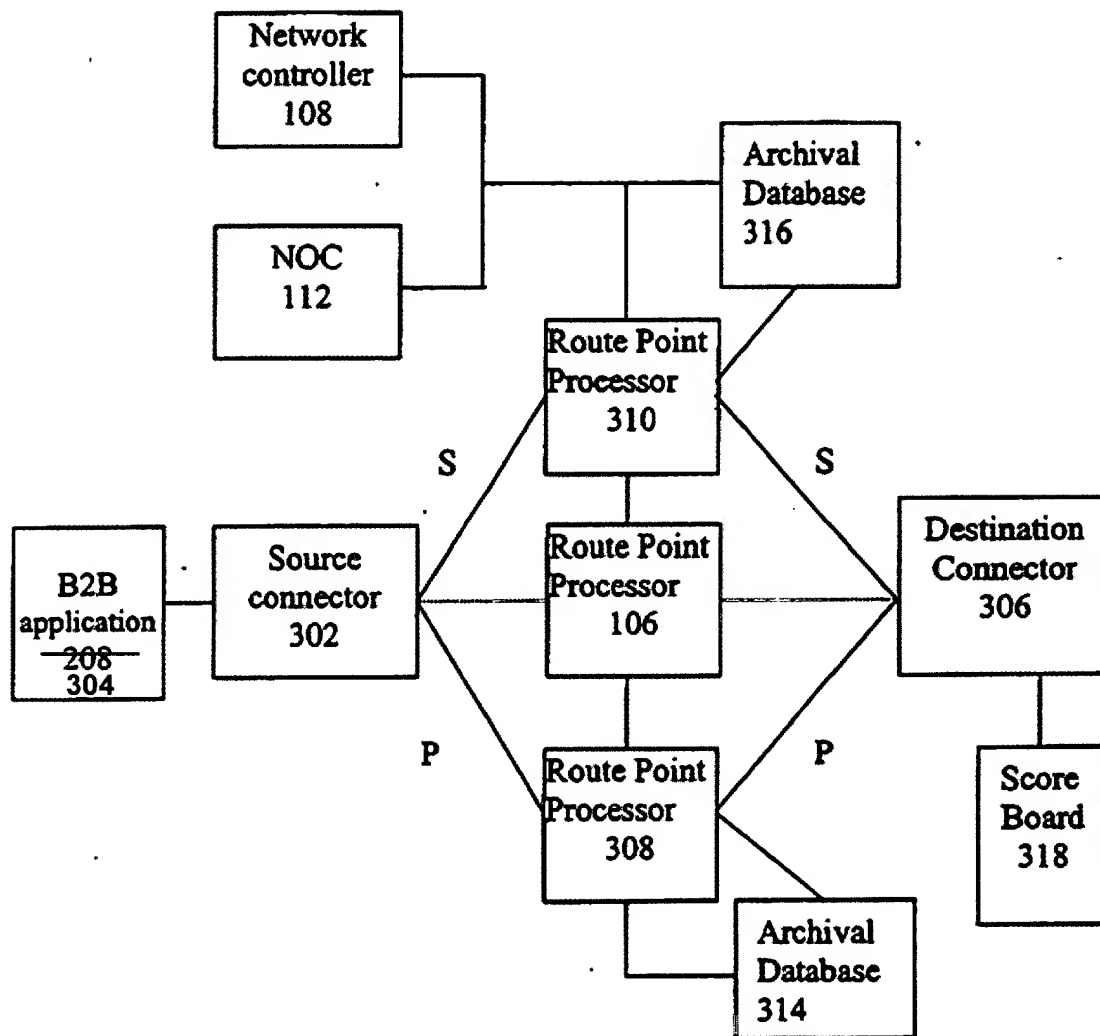 Network
controller
108
Archival
Database
316
NOC
112
Route Point
Processor
310
S
S
B2B
application
208
304
Source
connector
302
Route Point
Processor
106
Destination
Connector
306
P
P
Route Point
Processor
308
Score
Board
318
Archival
Database
314